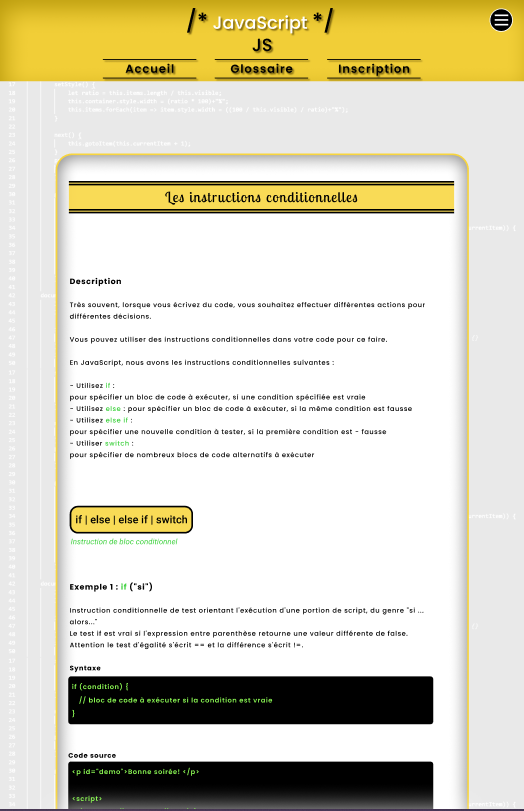 /* JavaScript */
JS
Accueil Glossaire Inscription
Les instructions conditionnelles
Description
Très souvent, lorsque vous écrivez du code, vous souhaitez effectuer différentes actions pour
différentes décisions.
Vous pouvez utiliser des instructions conditionnelles dans votre code pour ce faire.
En JavaScript, nous avons les instructions conditionnelles suivantes :
- Utilisez if :
pour spécifier un bloc de code à exécuter, si une condition spécifiée est vraie
- Utilisez else : pour spécifier un bloc de code à exécuter, si la même condition est fausse
- Utilisez else if :
pour spécifier une nouvelle condition à tester, si la première condition est - fausse
- Utiliser switch :
pour spécifier de nombreux blocs de code alternatifs à exécuter
if | else | else if | switch
Instruction de bloc conditionnel
Exemple 1 : if ("si")
Instruction conditionnelle de test orientant l'exécution d'une portion de script, du genre "si ...
alors..."
Le test if est vrai si l'expression entre parenthèse retourne une valeur différente de false.
Attention le test d'égalité s'écrit == et la différence s'écrit !=.
Syntaxe
if (condition) {
// bloc de code à exécuter si la condition est vraie
}
Code source
<p id="demo">Bonne soirée! </p>
<script>